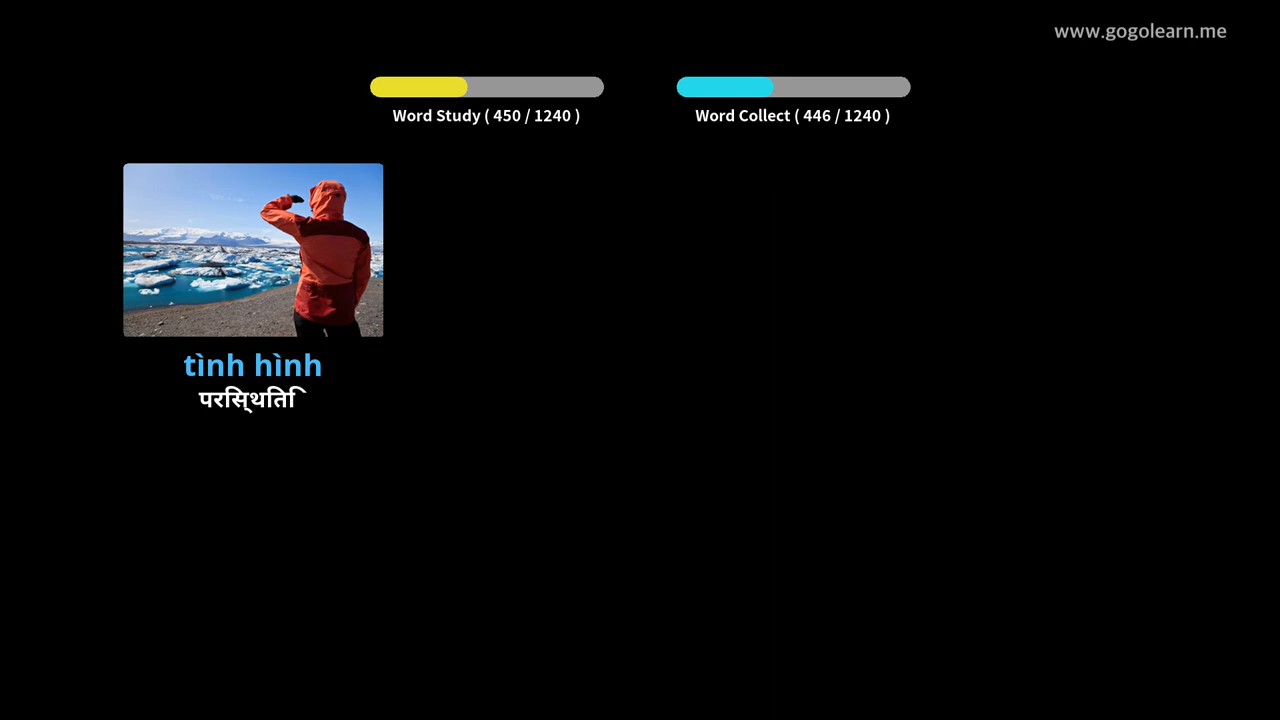 www.gogolearn.me
Word Study ( 450 / 1240 )
Word Collect ( 446 / 1240 )
tình hình
परिस्थिति